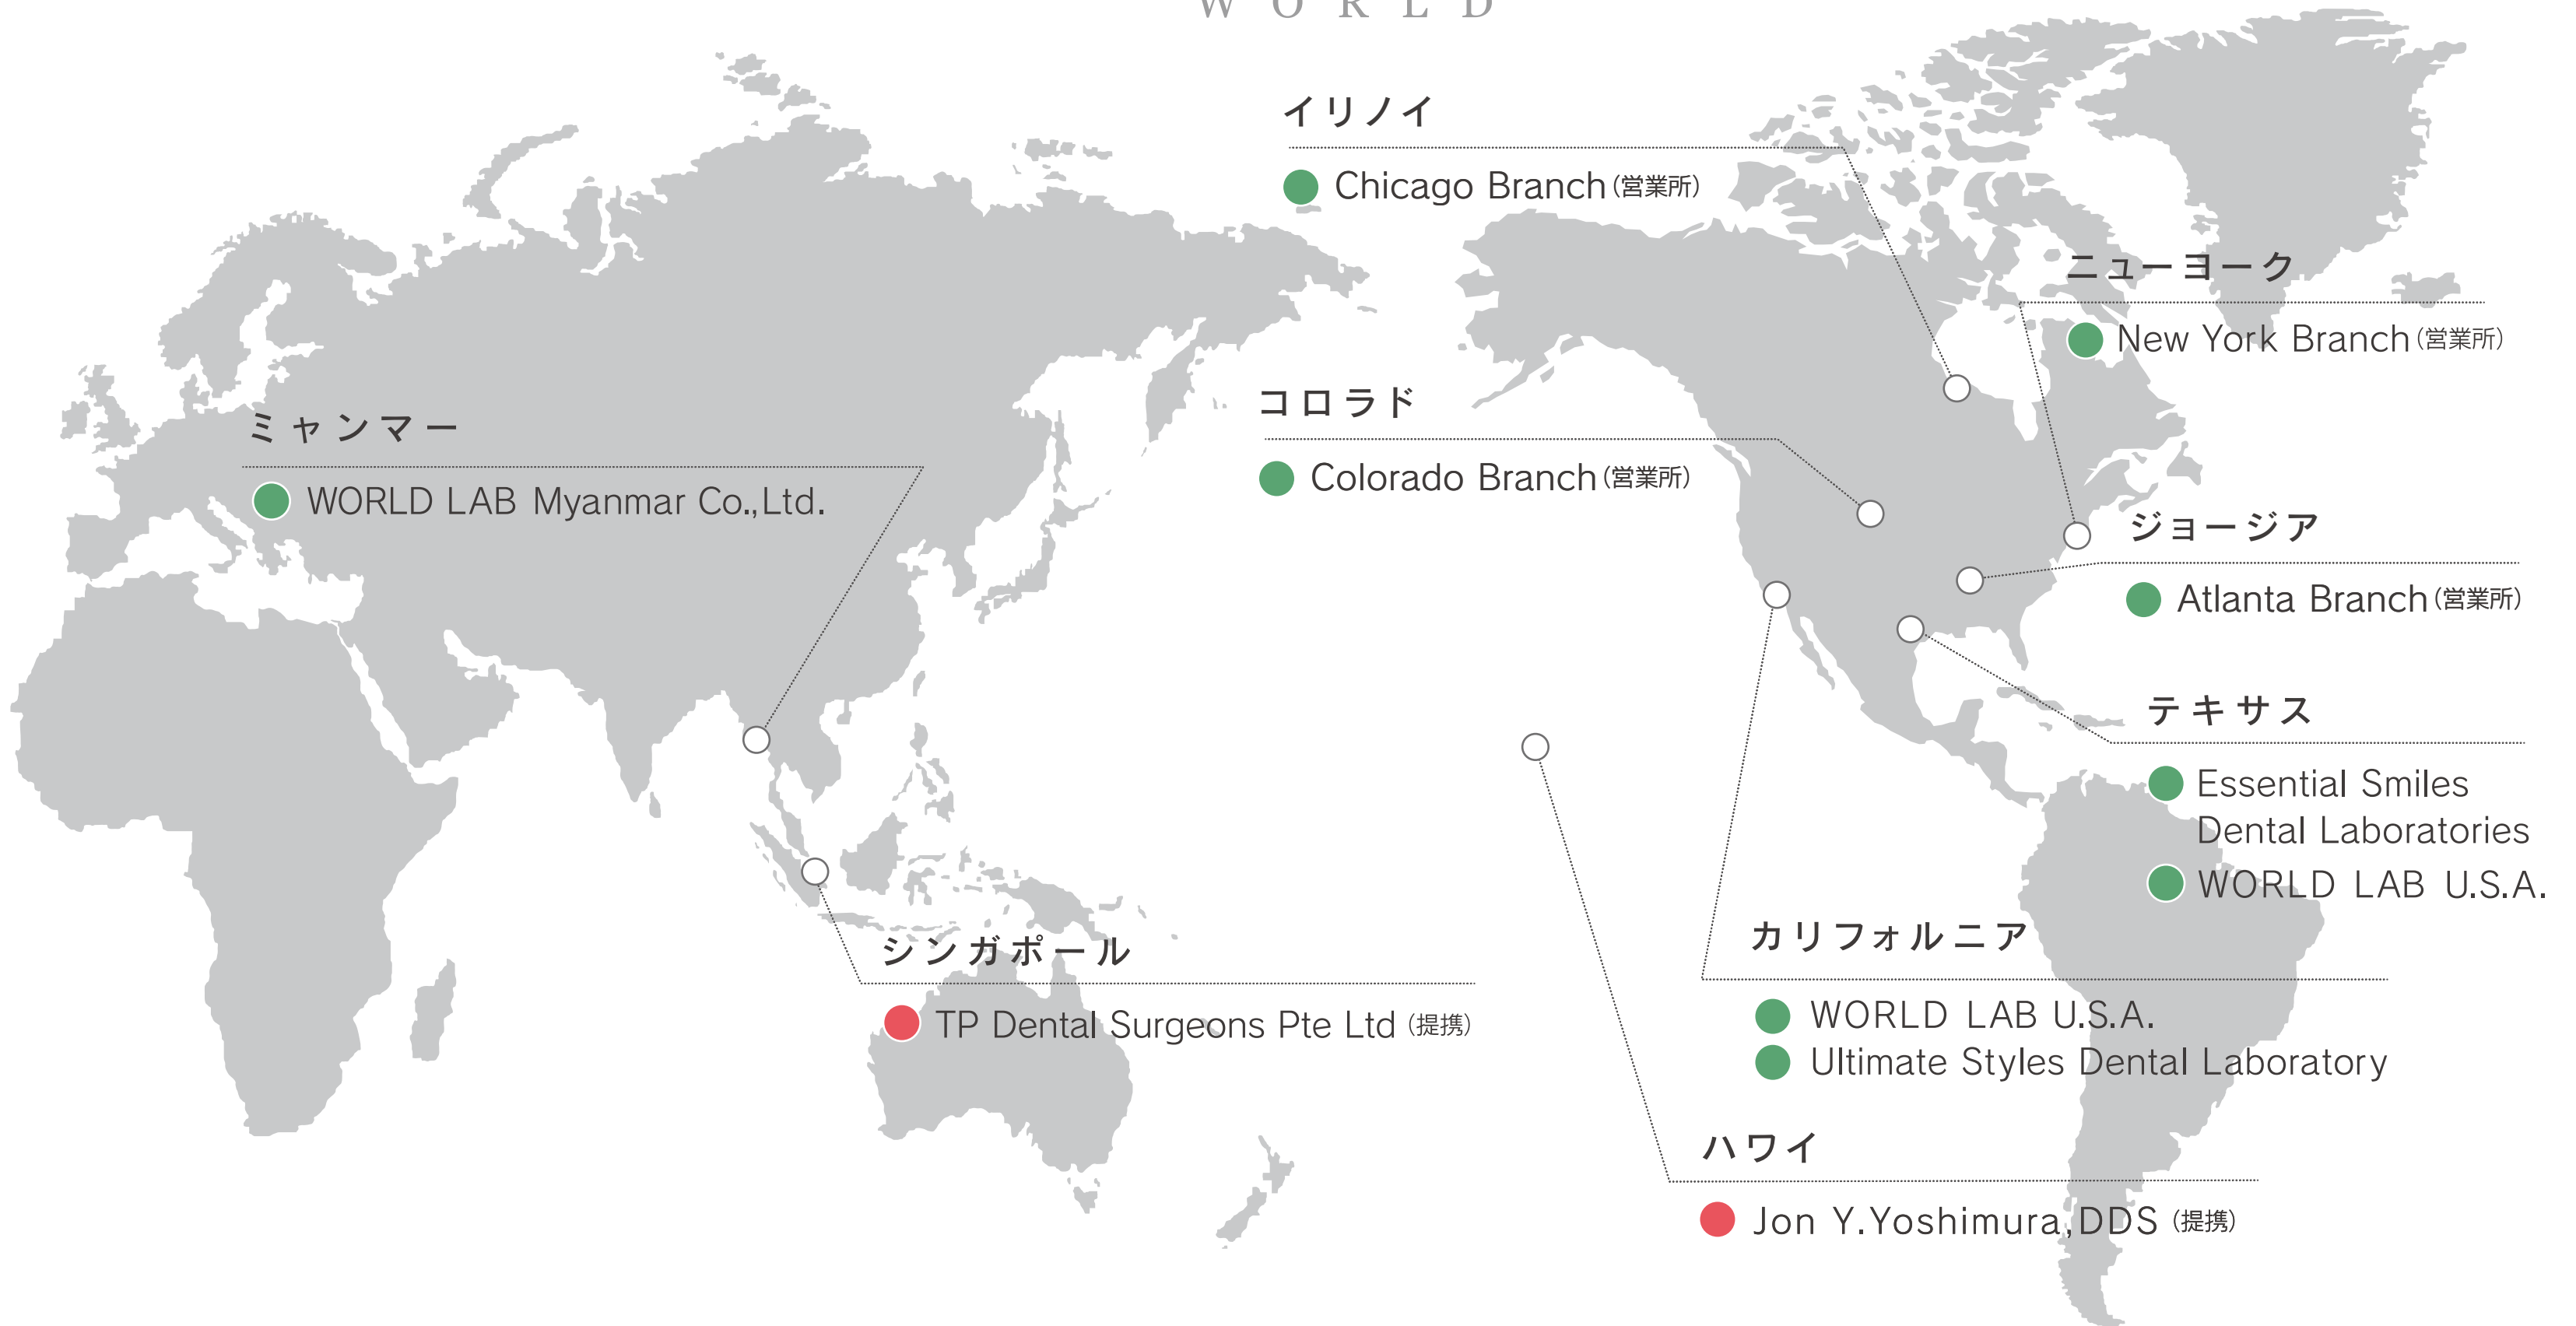 WORLD
イリノイ
Chicago Branch(営業所)
ニューヨーク
New York Branch(営業所)
コロラド
Colorado Branch(営業所)
ミャンマー
WORLD LAB Myanmar Co.,Ltd.
ジョージア
Atlanta Branch(営業所)
テキサス
Essential Smiles
Dental Laboratories
WORLD LAB U.S.A.
シンガポール
TP Dental Surgeons Pte Ltd (提携)
カリフォルニア
WORLD LAB U.S.A.
Ultimate Styles Dental Laboratory
ハワイ
Jon Y.Yoshimura,DDS (提携)